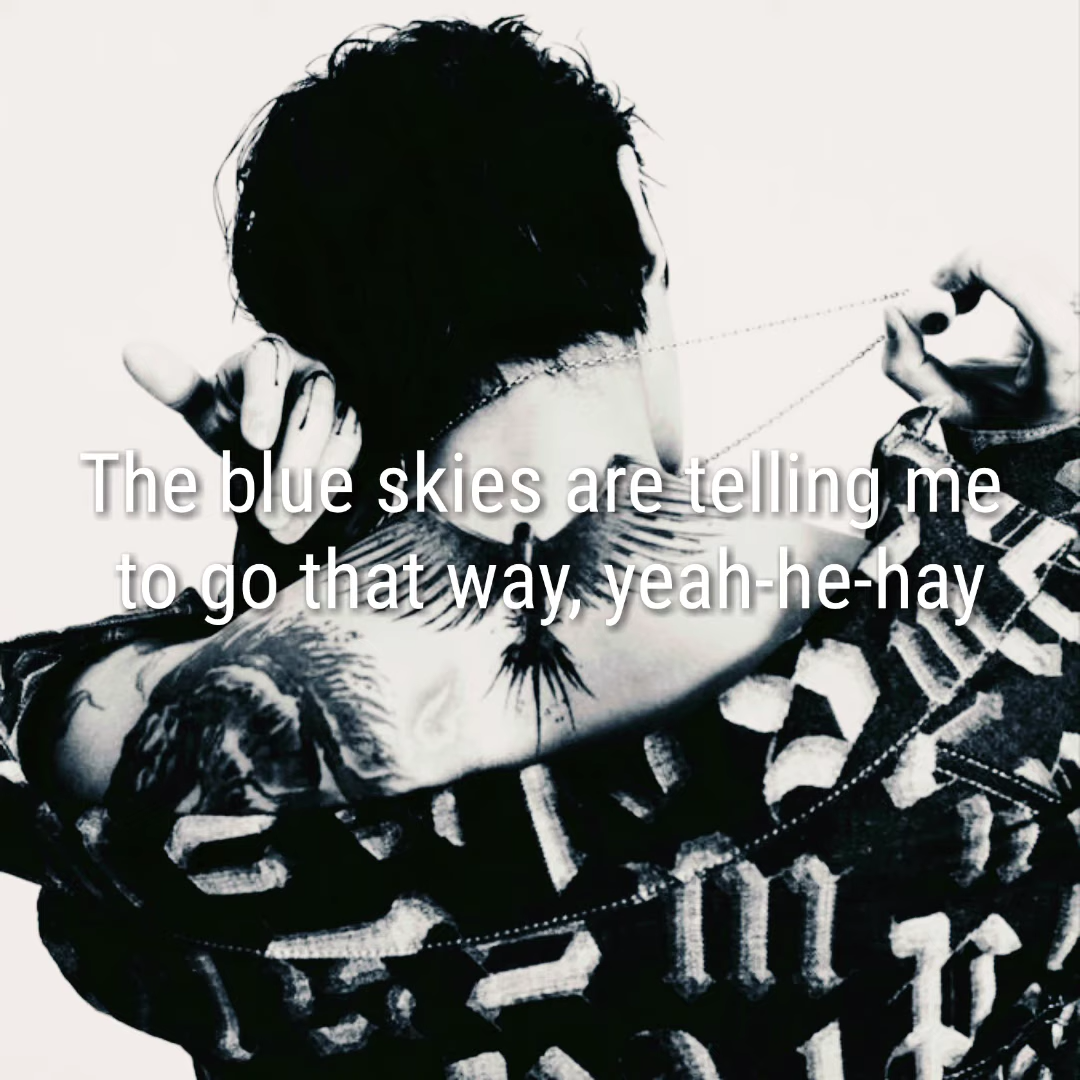 The blue skies are telling me
to go that way, yeah-he-hay